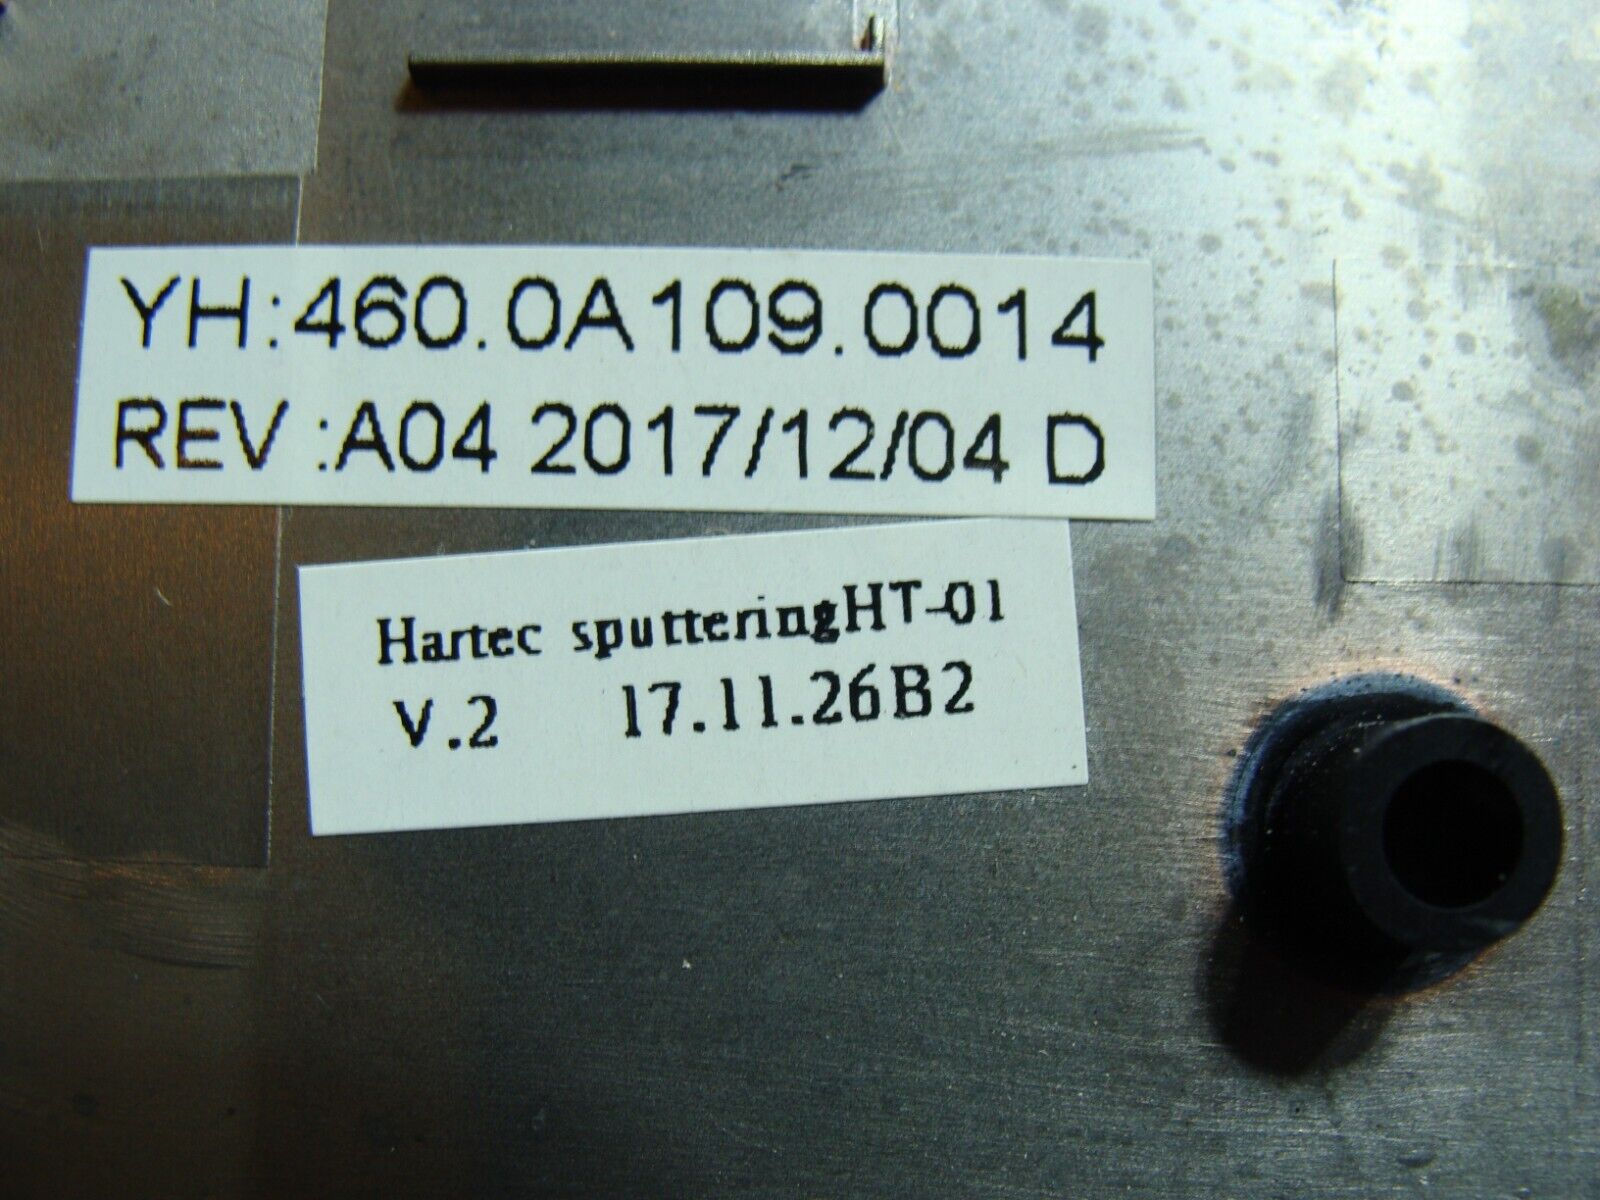 YH:460.0A109.0014
REV :A04 2017/12/04 D
Hartec sputteringHT-01
V.2 17.11.26B2